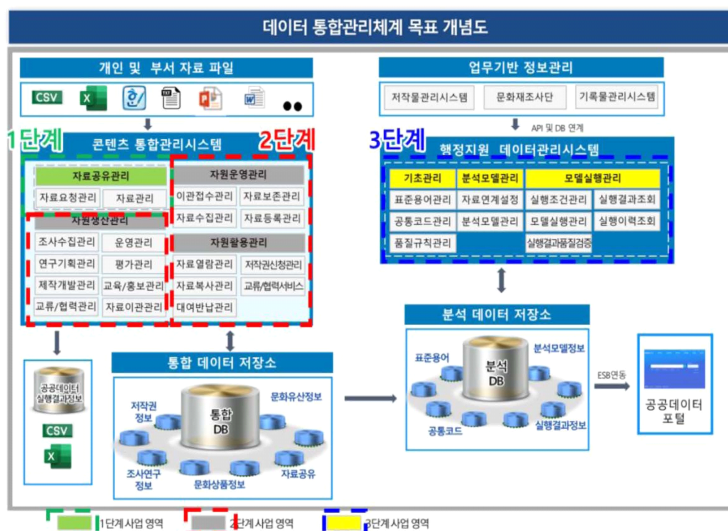 데이터 통합관리체계 목표 개념도
개인 및 부서 자료 파일
CSV
1단계
콘텐츠 통합관리시스템
2단계
자료공유관리
자료요청관리 자료관리
자원생산관리
조사수집관리 운영관리
연구기획관리 평가관리
제작개발관리 교육/홍보관리
교류/협력관리 자료이관관리
자원운영관리
이관접수관리 자료보존관리
자료수집관리 자료등록관리
자원활용관리
자료열람관리 저작권신청관리
자료복사관리 교류/협력서비스
대여반납관리
업무기반 정보관리
저작물관리시스템 문화재조사단 기록물관리시스템
API 및 DB 연계
3단계
행정지원 데이터관리시스템
기초관리 분석모델관리 모델실행관리
표준용어관리 자료연계설정 실행조건관리 실행결과조회
공통코드관리 분석모델관리 모델실행관리 실행이력조회
품질규칙관리 실행결과품질검증
공공데이터
실행결과정보
CSV
통합 데이터 저장소
통합
DB
저작권
정보
문화유산정보
조사연구
정보
문화상품정보
자료공유
분석 데이터 저장소
분석
DB
표준용어
분석모델정보
공통코드
실행결과정보
ESB연동
공공데이터
포털
1단계 사업 영역
2단계 사업 영역
3단계 사업 영역